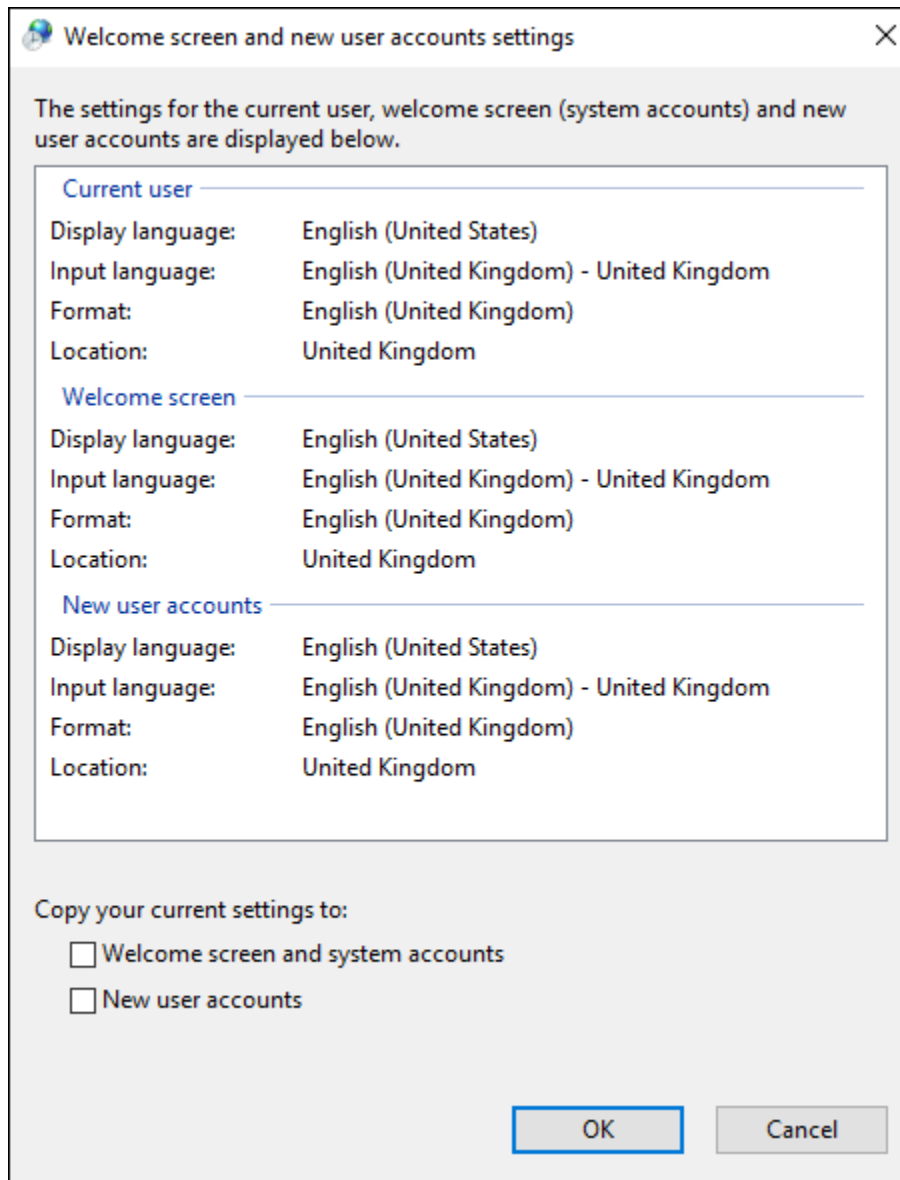 Welcome screen and new user accounts settings
The settings for the current user, welcome screen (system accounts) and new
user accounts are displayed below.
Current user
Display language: English (United States)
Input language: English (United Kingdom) - United Kingdom
Format: English (United Kingdom)
Location: United Kingdom
Welcome screen
Display language: English (United States)
Input language: English (United Kingdom) - United Kingdom
Format: English (United Kingdom)
Location: United Kingdom
New user accounts
Display language: English (United States)
Input language: English (United Kingdom) - United Kingdom
Format: English (United Kingdom)
Location: United Kingdom
Copy your current settings to:
Welcome screen and system accounts
New user accounts
OK Cancel